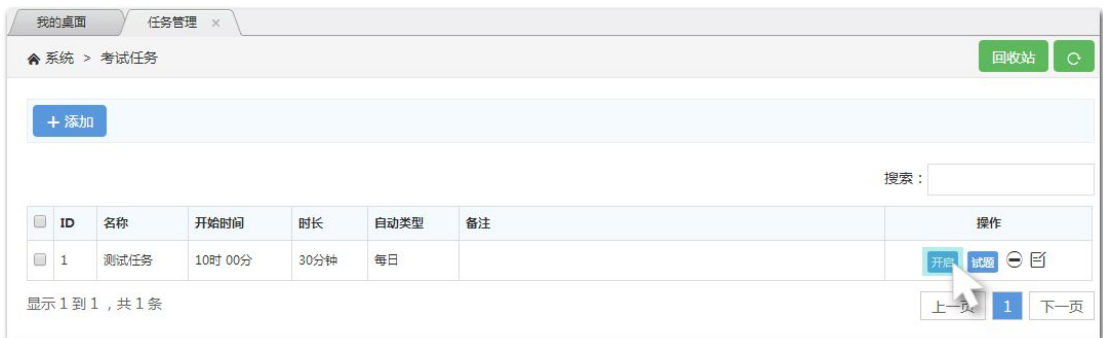 我的桌面 任务管理 ×
系统 > 考试任务 回收站
+ 添加
搜索：
ID 名称 开始时间 时长 自动类型 备注 操作
1 测试任务 10时 00分 30分钟 每日 开启 试题
显示 1 到 1 ，共 1 条 上一页 1 下一页